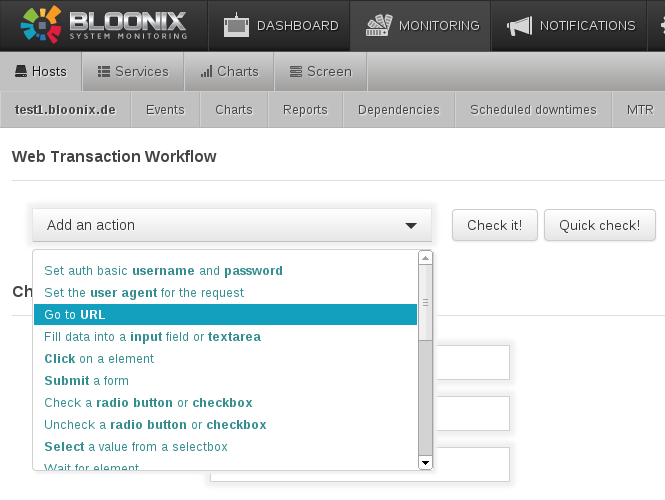 BLOONIX
SYSTEM MONITORING
DASHBOARD
MONITORING
NOTIFICATIONS
Hosts
Services
Charts
Screen
test1.bloonix.de
Events
Charts
Reports
Dependencies
Scheduled downtimes
MTR
Web Transaction Workflow
Add an action
Check it!
Quick check!
Set auth basic username and password
Set the user agent for the request
Ch
Go to URL
Fill data into a input field or textarea
Click on a element
Submit a form
Check a radio button or checkbox
Uncheck a radio button or checkbox
Select a value from a selectbox
Wait for element